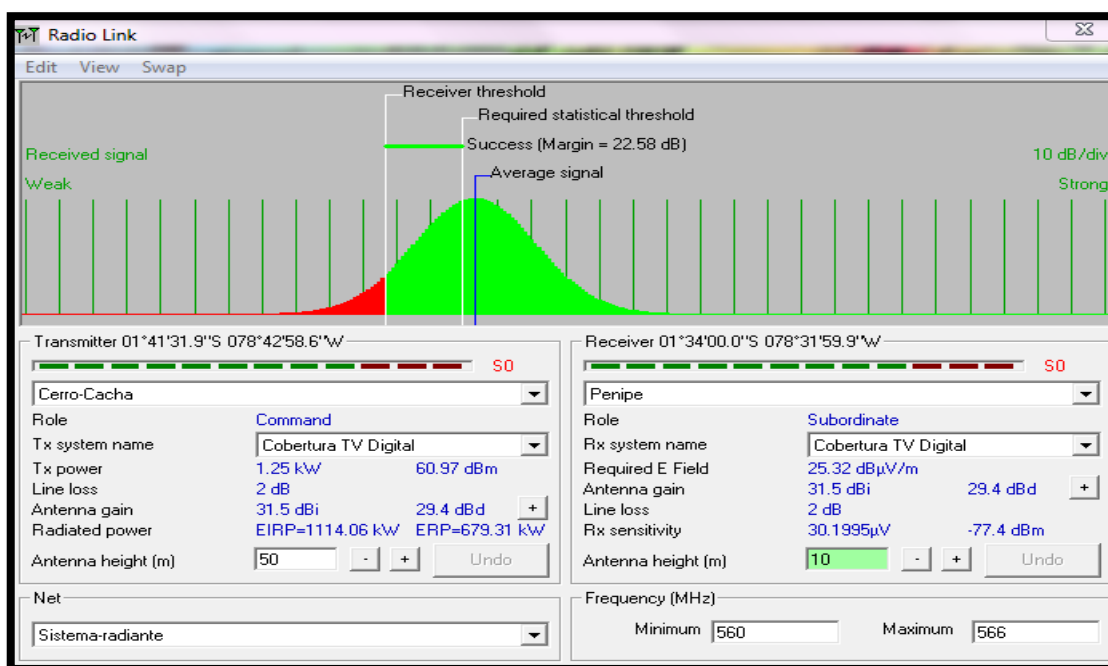 Radio Link
Edit View Swap
Receiver threshold
Required statistical threshold
Success (Margin = 22.58 dB)
Received signal 10 dB/div
Average signal
Weak Strong
Transmitter 01°41'31.9"S 078°42'58.6"W
S0
Cerro-Cacha
Role Command
Tx system name Cobertura TV Digital
Tx power 1.25 kW 60.97 dBm
Line loss 2 dB
Antenna gain 31.5 dBi 29.4 dBd +
Radiated power EIRP=1114.06 kW ERP=679.31 kW
Antenna height (m) 50 - + Undo
Net
Sistema-radiante
Receiver 01°34'00.0"S 078°31'59.9"W
S0
Penipe
Role Subordinate
Rx system name Cobertura TV Digital
Required E Field 25.32 dBµV/m
Antenna gain 31.5 dBi 29.4 dBd +
Line loss 2 dB
Rx sensitivity 30.1995µV -77.4 dBm
Antenna height (m) 10 - + Undo
Frequency (MHz)
Minimum 560 Maximum 566